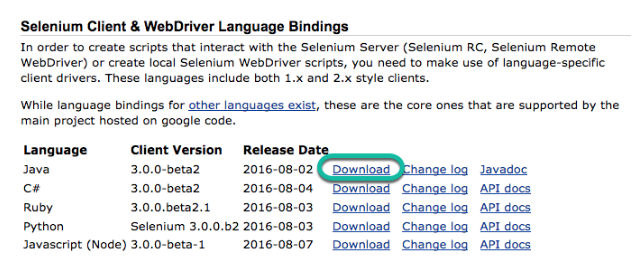 Selenium Client & WebDriver Language Bindings
In order to create scripts that interact with the Selenium Server (Selenium RC, Selenium Remote
WebDriver) or create local Selenium WebDriver scripts, you need to make use of language-specific
client drivers. These languages include both 1.x and 2.x style clients.
While language bindings for other languages exist, these are the core ones that are supported by the
main project hosted on google code.
Language Client Version Release Date
Java 3.0.0-beta2 2016-08-02 Download Change log Javadoc
C# 3.0.0-beta2 2016-08-04 Download Change log API docs
Ruby 3.0.0.beta2.1 2016-08-03 Download Change log API docs
Python Selenium 3.0.0.b2 2016-08-03 Download Change log API docs
Javascript (Node) 3.0.0-beta-1 2016-08-07 Download Change log API docs